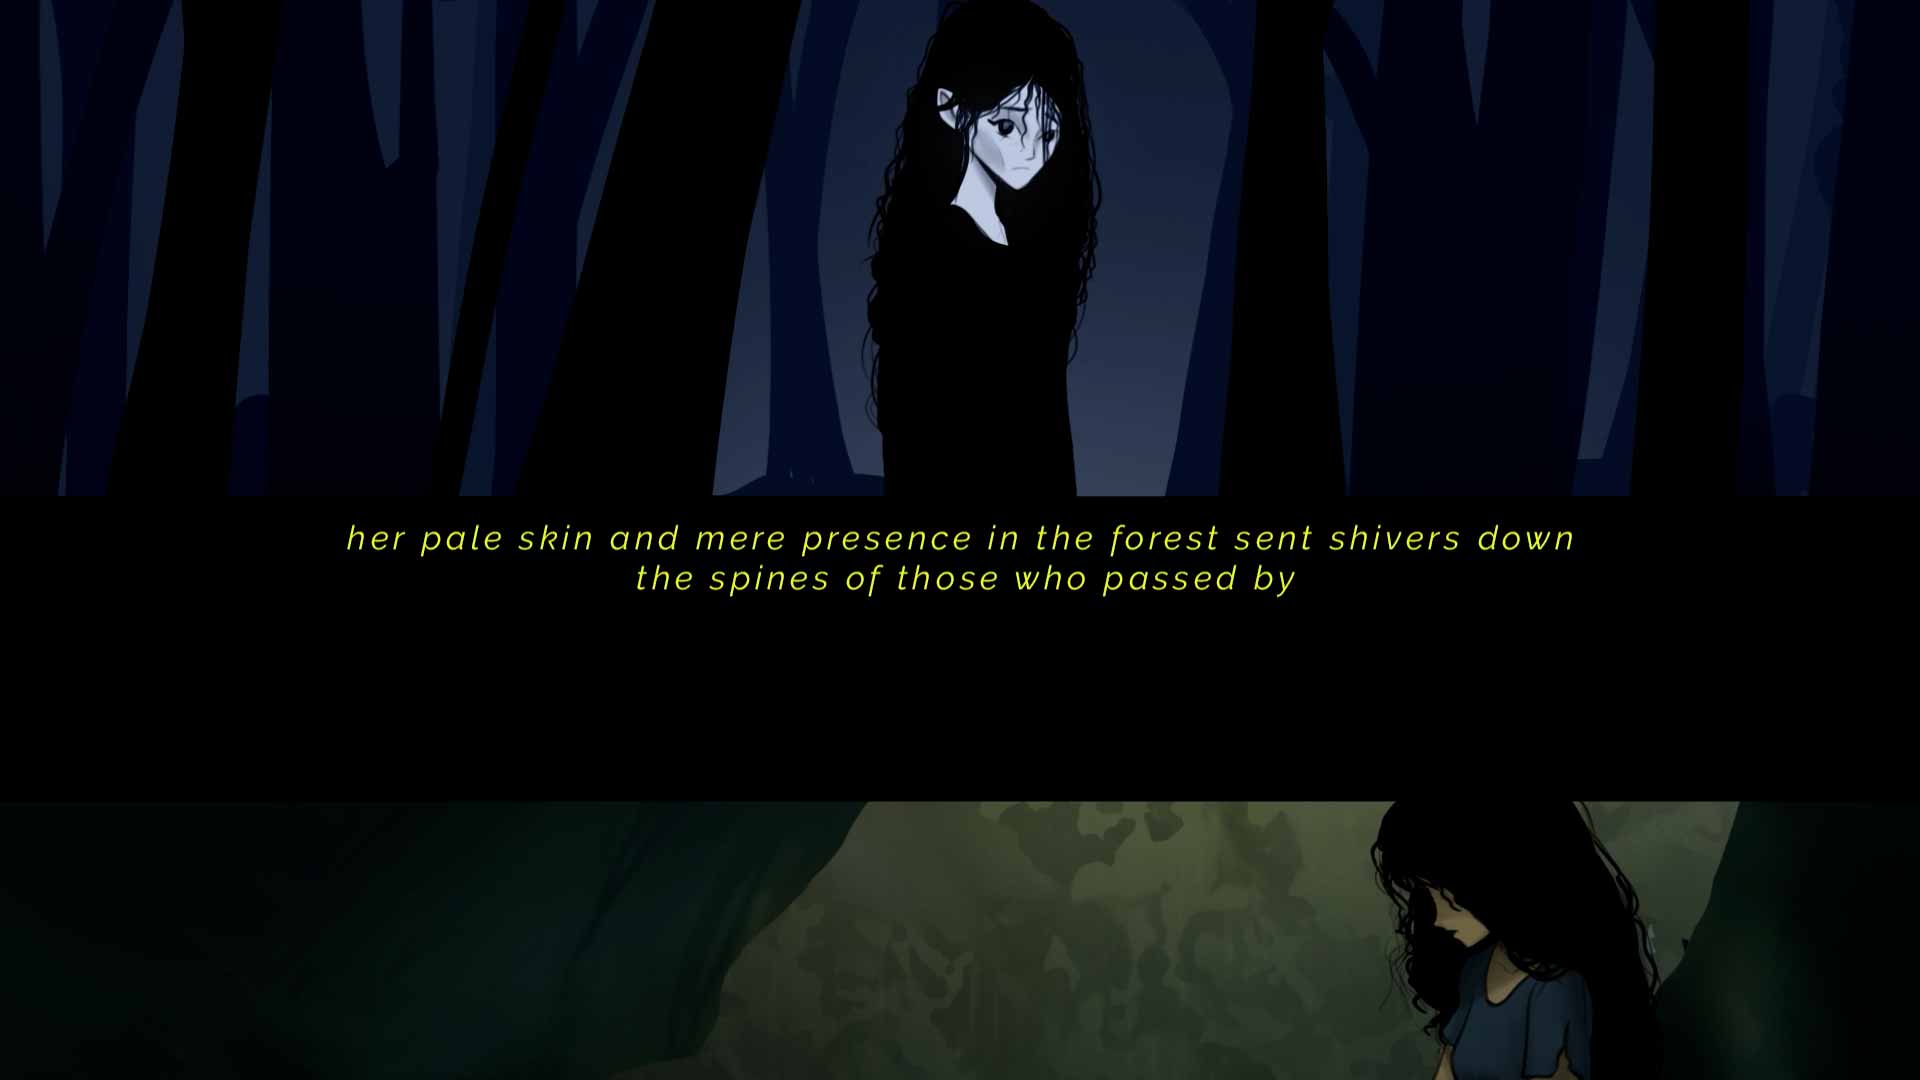 her pale skin and mere presence in the forest sent shivers down
the spines of those who passed by